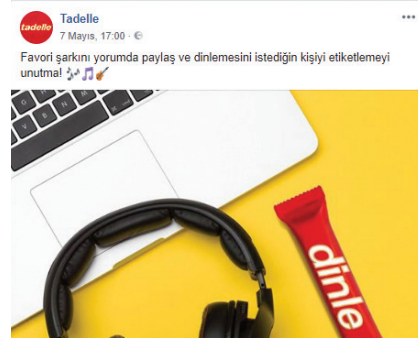 tadelle
Tadelle
7 Mayıs, 17:00 ·
Favori şarkını yorumda paylaş ve dinlemesini istediğin kişiyi etiketlemeyi
unutma! 🎶🎵🎸
dinle